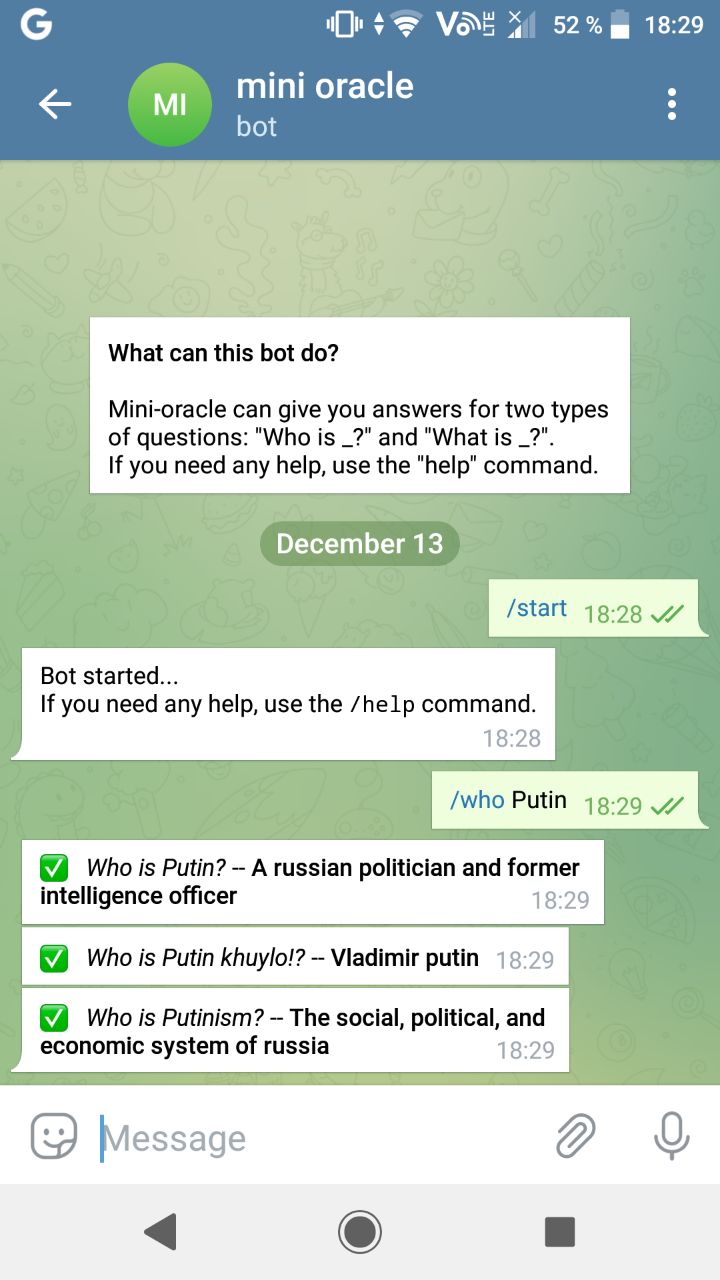 G VoLTE 52 % 18:29
MI
mini oracle
bot
What can this bot do?
Mini-oracle can give you answers for two types
of questions: "Who is _?" and "What is _?".
If you need any help, use the "help" command.
December 13
/start 18:28
Bot started...
If you need any help, use the /help command.
18:28
/who Putin 18:29
Who is Putin? -- A russian politician and former
intelligence officer 18:29
Who is Putin khuylo!? -- Vladimir putin 18:29
Who is Putinism? -- The social, political, and
economic system of russia 18:29
Message